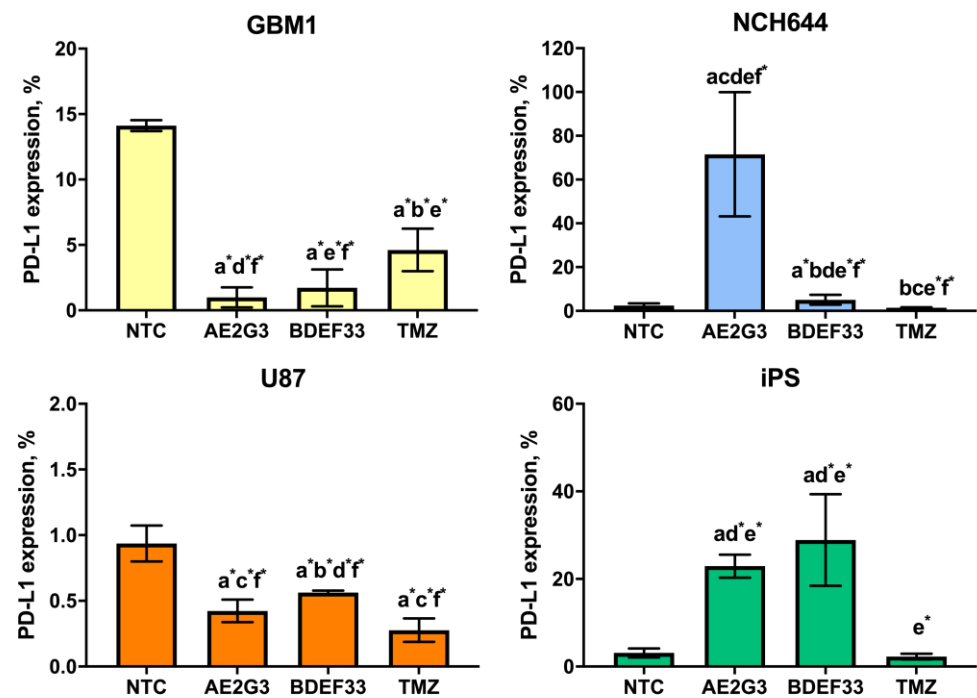 GBM1
PD-L1 expression, %
20
15
10
5
0
a*d*f*
a*e*f*
a*b*e*
NTC AE2G3 BDEF33 TMZ
NCH644
PD-L1 expression, %
120
100
80
60
40
20
0
acdef*
a*bde*f*
bce*f*
NTC AE2G3 BDEF33 TMZ
U87
PD-L1 expression, %
2.0
1.5
1.0
0.5
0.0
a*c*f*
a*b*d*f*
a*c*f*
NTC AE2G3 BDEF33 TMZ
iPS
PD-L1 expression, %
60
40
20
0
ad*e*
ad*e*
e*
NTC AE2G3 BDEF33 TMZ